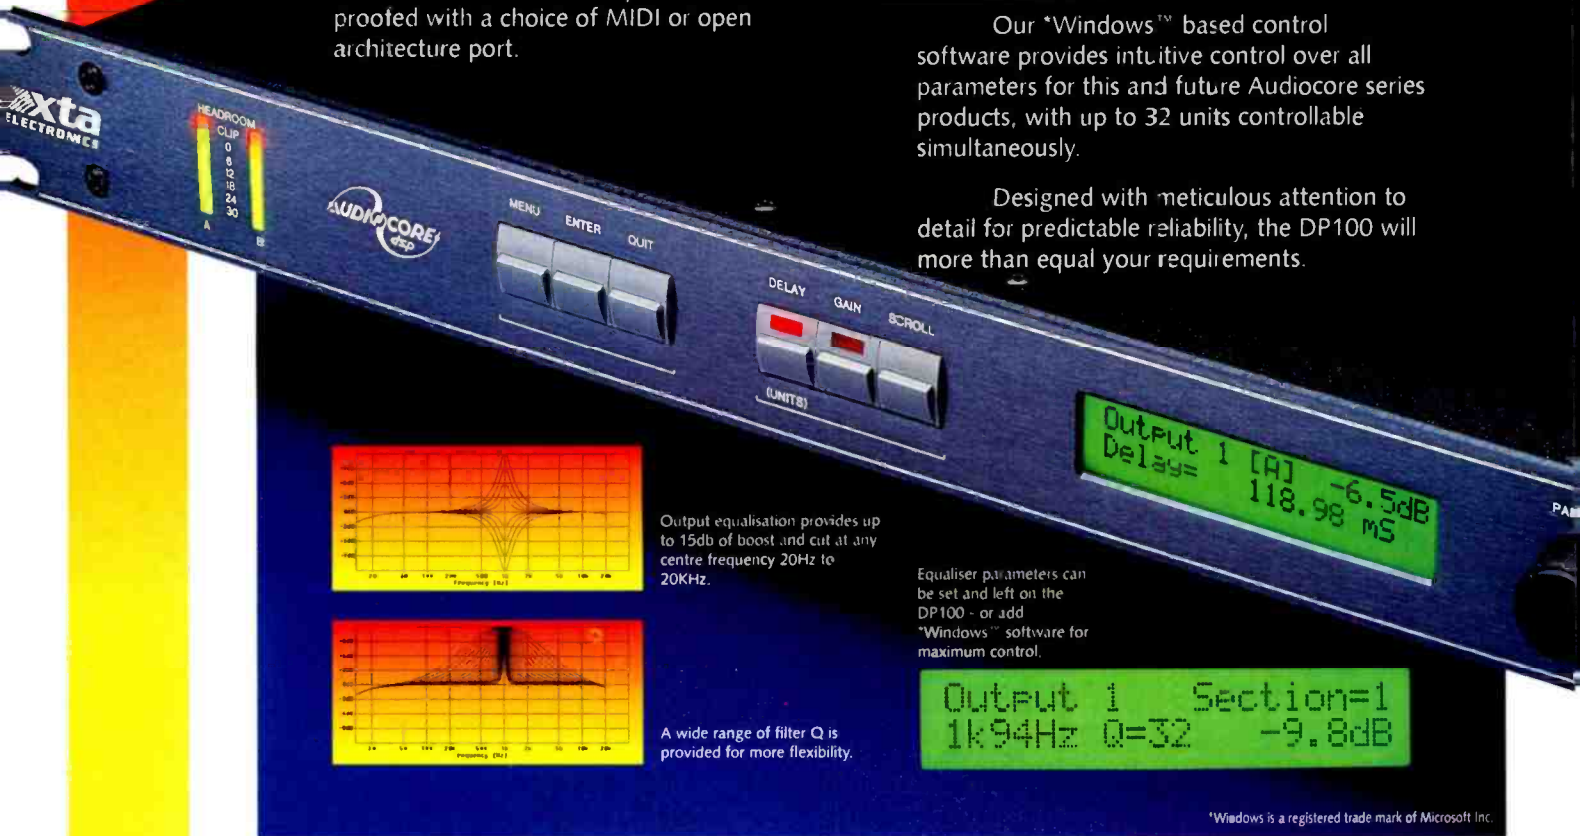 proofed with a choice of MIDI or open
architecture port.
Our *Windows™ based control
software provides intuitive control over all
parameters for this and future Audiocore series
products, with up to 32 units controllable
simultaneously.
Designed with meticulous attention to
detail for predictable reliability, the DP100 will
more than equal your requirements.
xta
ELECTRONICS
HEADROOM
CLIP
0
6
12
18
24
30
A
B
AUDIOCORE
dsp
MENU
ENTER
QUIT
DELAY
GAIN
SCROLL
(UNITS)
Output 1 [A] -6.5dB
Delay= 118.98 mS
Output equalisation provides up
to 15db of boost and cut at any
centre frequency 20Hz to
20KHz.
Frequency [Hz]
A wide range of filter Q is
provided for more flexibility.
Frequency [Hz]
Equaliser parameters can
be set and left on the
DP100 - or add
*Windows™ software for
maximum control.
Output 1 Section=1
1k94Hz Q=32 -9.8dB
*Windows is a registered trade mark of Microsoft Inc.